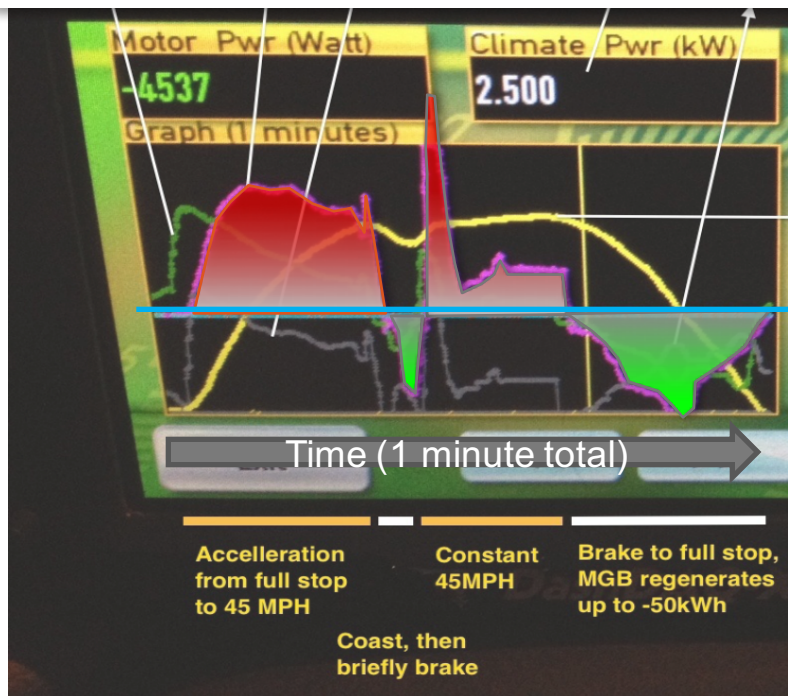 Motor Pwr (Watt)
Climate Pwr (kW)
-4537
2.500
Graph (1 minutes)
Time (1 minute total)
Accelleration
from full stop
to 45 MPH
Constant
45MPH
Brake to full stop,
MGB regenerates
up to -50kWh
Coast, then
briefly brake